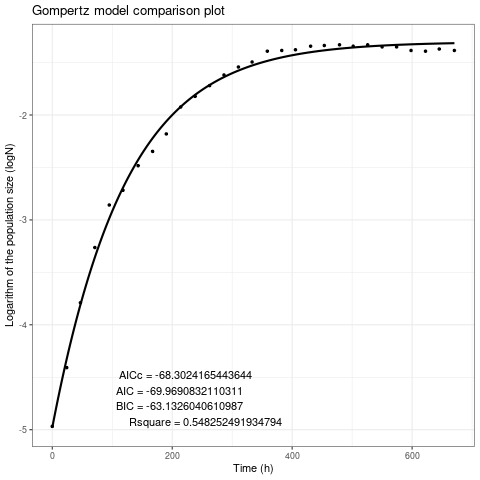 Gompertz model comparison plot
Logarithm of the population size (logN)
-2
-3
-4
-5
AICc = -68.3024165443644
AIC = -69.9690832110311
BIC = -63.1326040610987
Rsquare = 0.548252491934794
0 200 400 600
Time (h)